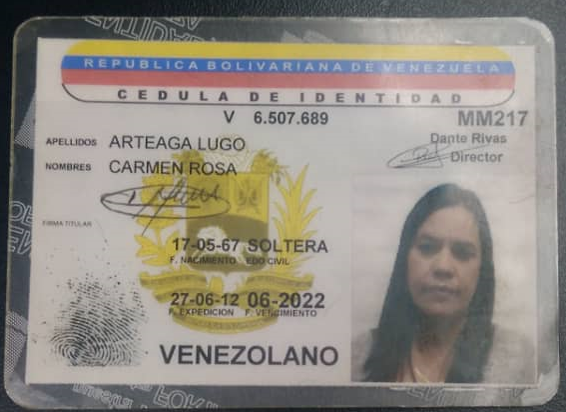 REPUBLICA BOLIVARIANA DE VENEZUELA
CEDULA DE IDENTIDAD
V 6.507.689 MM217
Dante Rivas
Director
APELLIDOS ARTEAGA LUGO
NOMBRES CARMEN ROSA
FIRMA TITULAR
17-05-67 SOLTERA
F. NACIMIENTO EDO CIVIL
27-06-12 06-2022
F. EXPEDICION F. VENCIMIENTO
VENEZOLANO